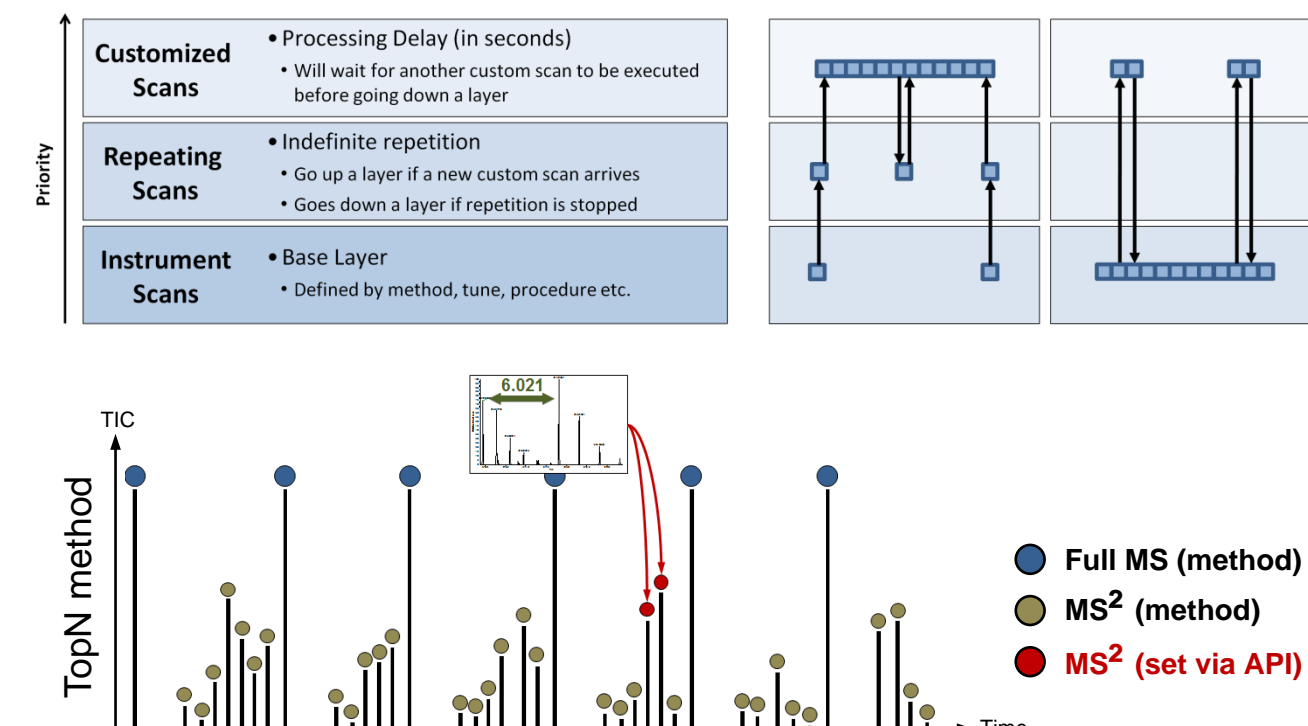 Priority
Customized
Scans
• Processing Delay (in seconds)
• Will wait for another custom scan to be executed
before going down a layer
Repeating
Scans
• Indefinite repetition
• Go up a layer if a new custom scan arrives
• Goes down a layer if repetition is stopped
Instrument
Scans
• Base Layer
• Defined by method, tune, procedure etc.
6.021
TIC
TopN method
Full MS (method)
MS² (method)
MS² (set via API)
Time